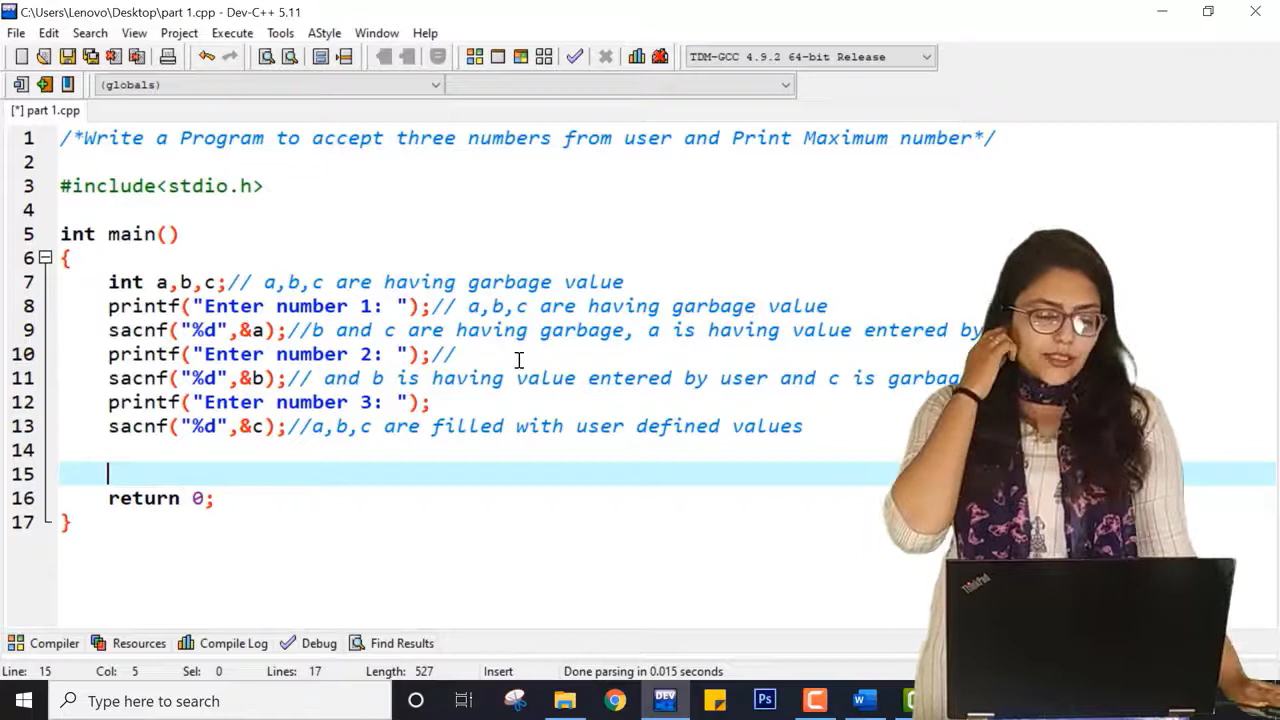 C:\Users\Lenovo\Desktop\part 1.cpp - Dev-C++ 5.11
File Edit Search View Project Execute Tools AStyle Window Help
TDM-GCC 4.9.2 64-bit Release
(globals)
[*] part 1.cpp
1 /*Write a Program to accept three numbers from user and Print Maximum number*/
2
3 #include<stdio.h>
4
5 int main()
6 {
7 int a,b,c;// a,b,c are having garbage value
8 printf("Enter number 1: ");// a,b,c are having garbage value
9 sacnf("%d",&a);//b and c are having garbage, a is having value entered by
10 printf("Enter number 2: ");//
11 sacnf("%d",&b);// and b is having value entered by user and c is garbag
12 printf("Enter number 3: ");
13 sacnf("%d",&c);//a,b,c are filled with user defined values
14
15
16 return 0;
17 }
Compiler Resources Compile Log Debug Find Results
Line: 15 Col: 5 Sel: 0 Lines: 17 Length: 527 Insert Done parsing in 0.015 seconds
Type here to search
DEV
Ps
ThinkPad